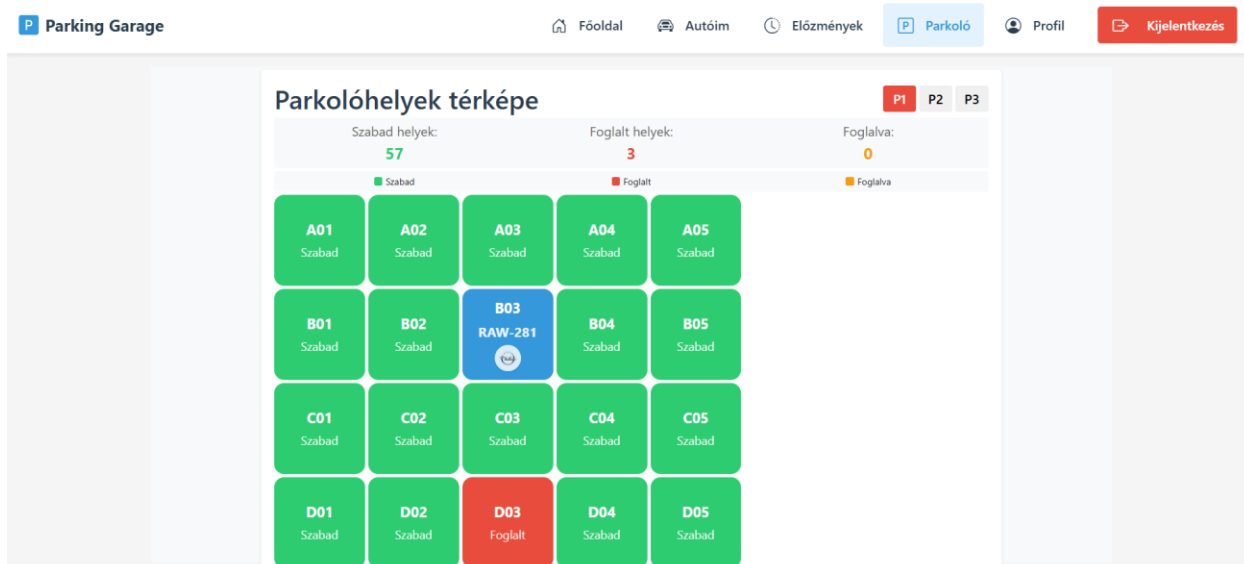 P Parking Garage
Főoldal Autóim Előzmények P Parkoló Profil Kijelentkezés
Parkolóhelyek térképe P1 P2 P3
Szabad helyek: Foglalt helyek: Foglalva:
57 3 0
Szabad Foglalt Foglalva
A01 A02 A03 A04 A05
Szabad Szabad Szabad Szabad Szabad
B03
RAW-281
B01 B02 B04 B05
Szabad Szabad Szabad Szabad
C01 C02 C03 C04 C05
Szabad Szabad Szabad Szabad Szabad
D01 D02 D03 D04 D05
Szabad Szabad Foglalt Szabad Szabad